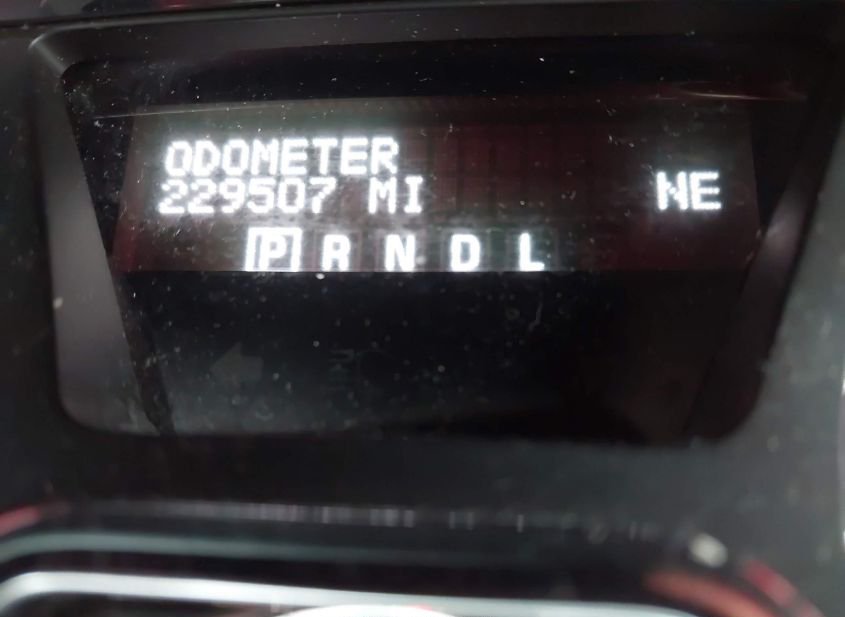 ODOMETER
229507 MI NE
P R N D L